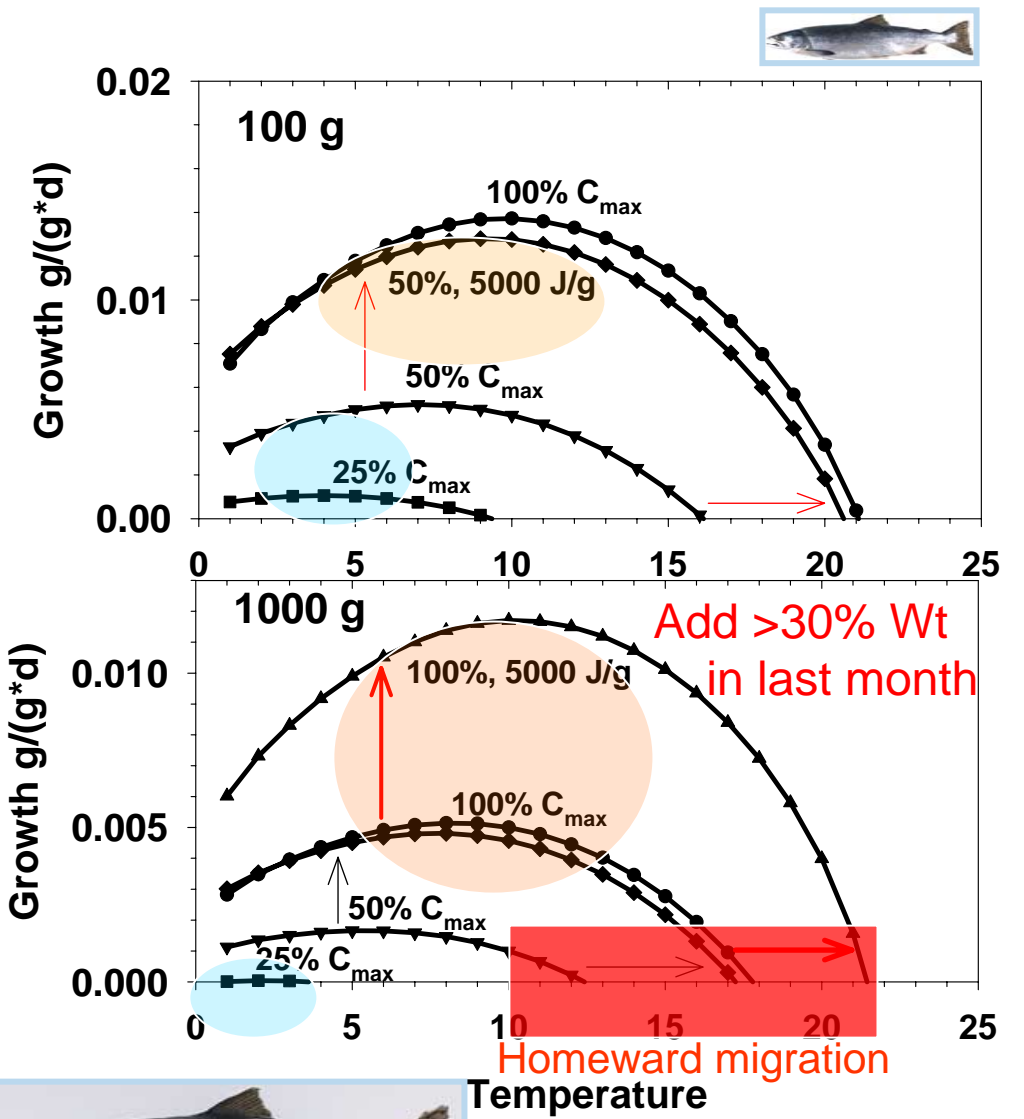 0.02
100 g
100% Cmax
50%, 5000 J/g
0.01
50% Cmax
25% Cmax
0.00
Growth g/(g*d)
0 5 10 15 20 25
1000 g
Add >30% Wt
in last month
100%, 5000 J/g
0.010
100% Cmax
0.005
50% Cmax
25% Cmax
0.000
Growth g/(g*d)
0 5 10 15 20 25
Homeward migration
Temperature